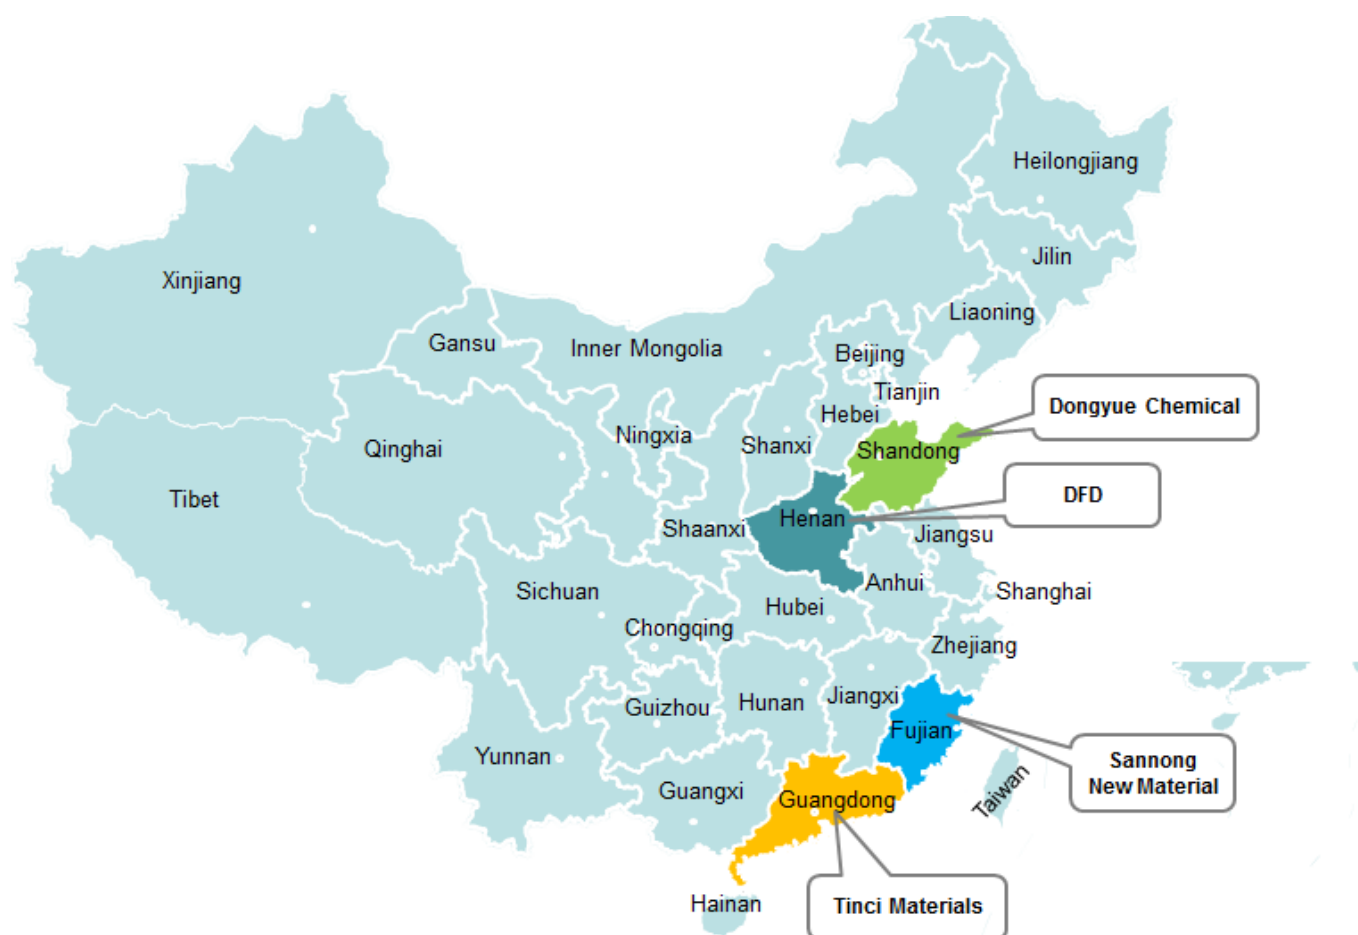 Heilongjiang
Jilin
Xinjiang
Liaoning
Gansu
Inner Mongolia
Beijing
Tianjin
Dongyue Chemical
Hebei
Ningxia
Shanxi
Qinghai
Shandong
Tibet
DFD
Henan
Shaanxi
Jiangsu
Anhui
Sichuan
Shanghai
Hubei
Chongqing
Zhejiang
Jiangxi
Hunan
Guizhou
Fujian
Yunnan
Sannong
New Material
Taiwan
Guangxi
Guangdong
Hainan
Tinci Materials